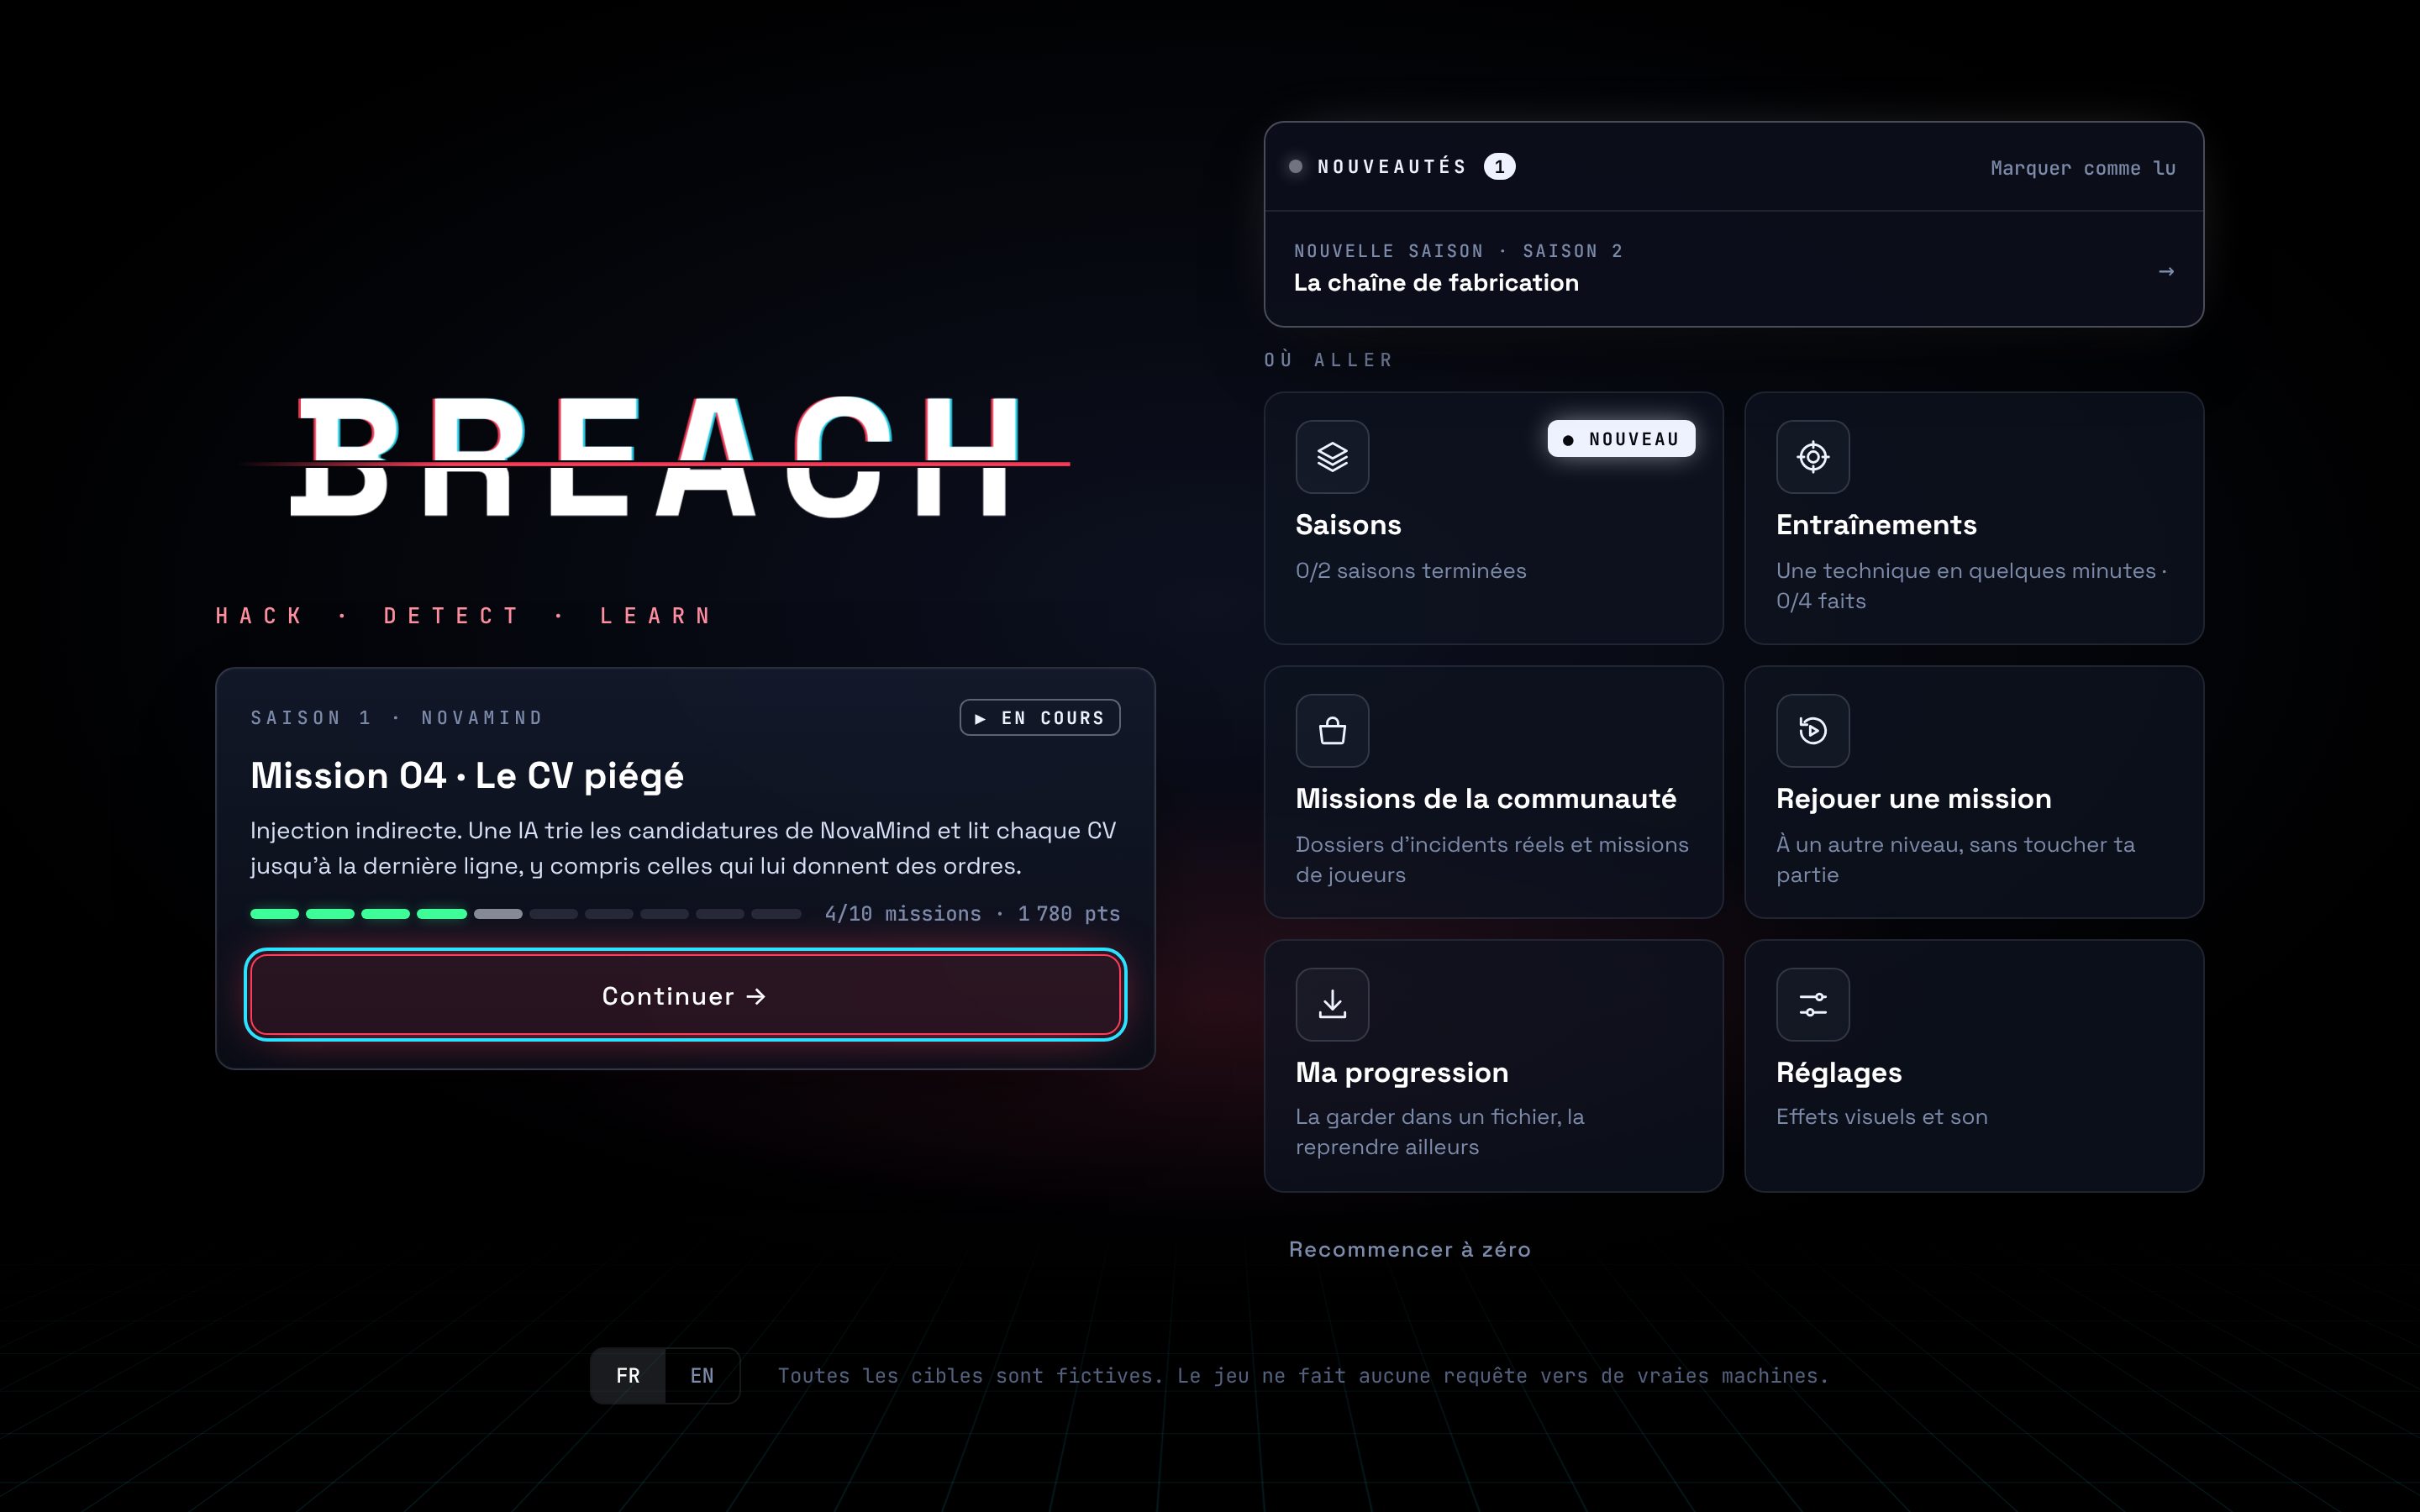 BREACH
HACK · DETECT · LEARN
SAISON 1 · NOVAMIND
▶ EN COURS
Mission 04 · Le CV piégé
Injection indirecte. Une IA trie les candidatures de NovaMind et lit chaque CV
jusqu’à la dernière ligne, y compris celles qui lui donnent des ordres.
4/10 missions · 1 780 pts
Continuer →
NOUVEAUTÉS 1
Marquer comme lu
NOUVELLE SAISON · SAISON 2
La chaîne de fabrication →
OÙ ALLER
● NOUVEAU
Saisons
0/2 saisons terminées
Entraînements
Une technique en quelques minutes ·
0/4 faits
Missions de la communauté
Dossiers d’incidents réels et missions
de joueurs
Rejouer une mission
À un autre niveau, sans toucher ta
partie
Ma progression
La garder dans un fichier, la
reprendre ailleurs
Réglages
Effets visuels et son
Recommencer à zéro
FR EN
Toutes les cibles sont fictives. Le jeu ne fait aucune requête vers de vraies machines.